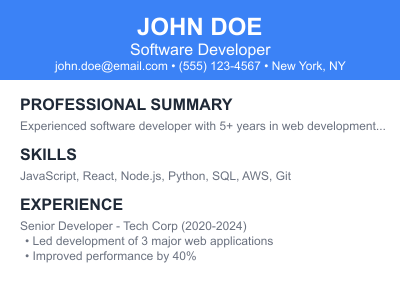 JOHN DOE
Software Developer
john.doe@email.com • (555) 123-4567 • New York, NY
PROFESSIONAL SUMMARY
Experienced software developer with 5+ years in web development...
SKILLS
JavaScript, React, Node.js, Python, SQL, AWS, Git
EXPERIENCE
Senior Developer - Tech Corp (2020-2024)
• Led development of 3 major web applications
• Improved performance by 40%